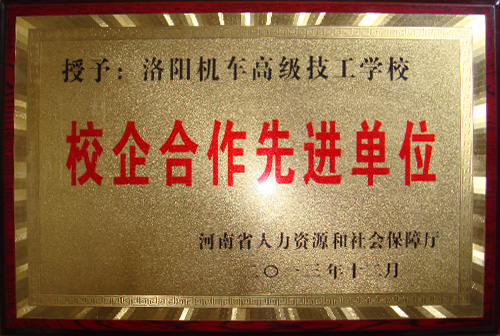 授予：洛阳机车高级技工学校
校企合作先进单位
河南省人力资源和社会保障厅
二〇一三年十二月